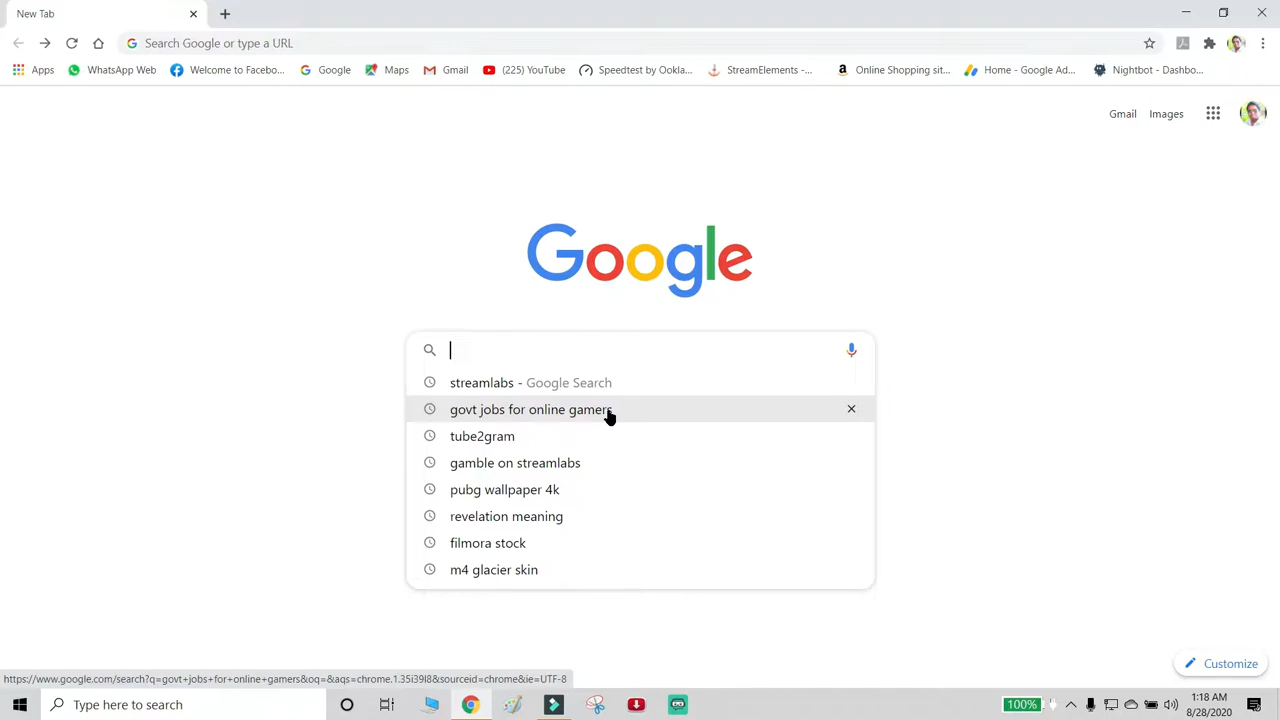 New Tab
Search Google or type a URL
Apps
WhatsApp Web
Welcome to Facebo...
Google
Maps
Gmail
(225) YouTube
Speedtest by Ookla...
StreamElements -...
Online Shopping sit...
Home - Google Ad...
Nightbot - Dashbo...
Gmail
Images
Google
streamlabs - Google Search
govt jobs for online gamers
tube2gram
gamble on streamlabs
pubg wallpaper 4k
revelation meaning
filmora stock
m4 glacier skin
Customize
https://www.google.com/search?q=govt+jobs+for+online+gamers&oq=&aqs=chrome.1.35i39l8&sourceid=chrome&ie=UTF-8
Type here to search
100%
1:18 AM
8/28/2020